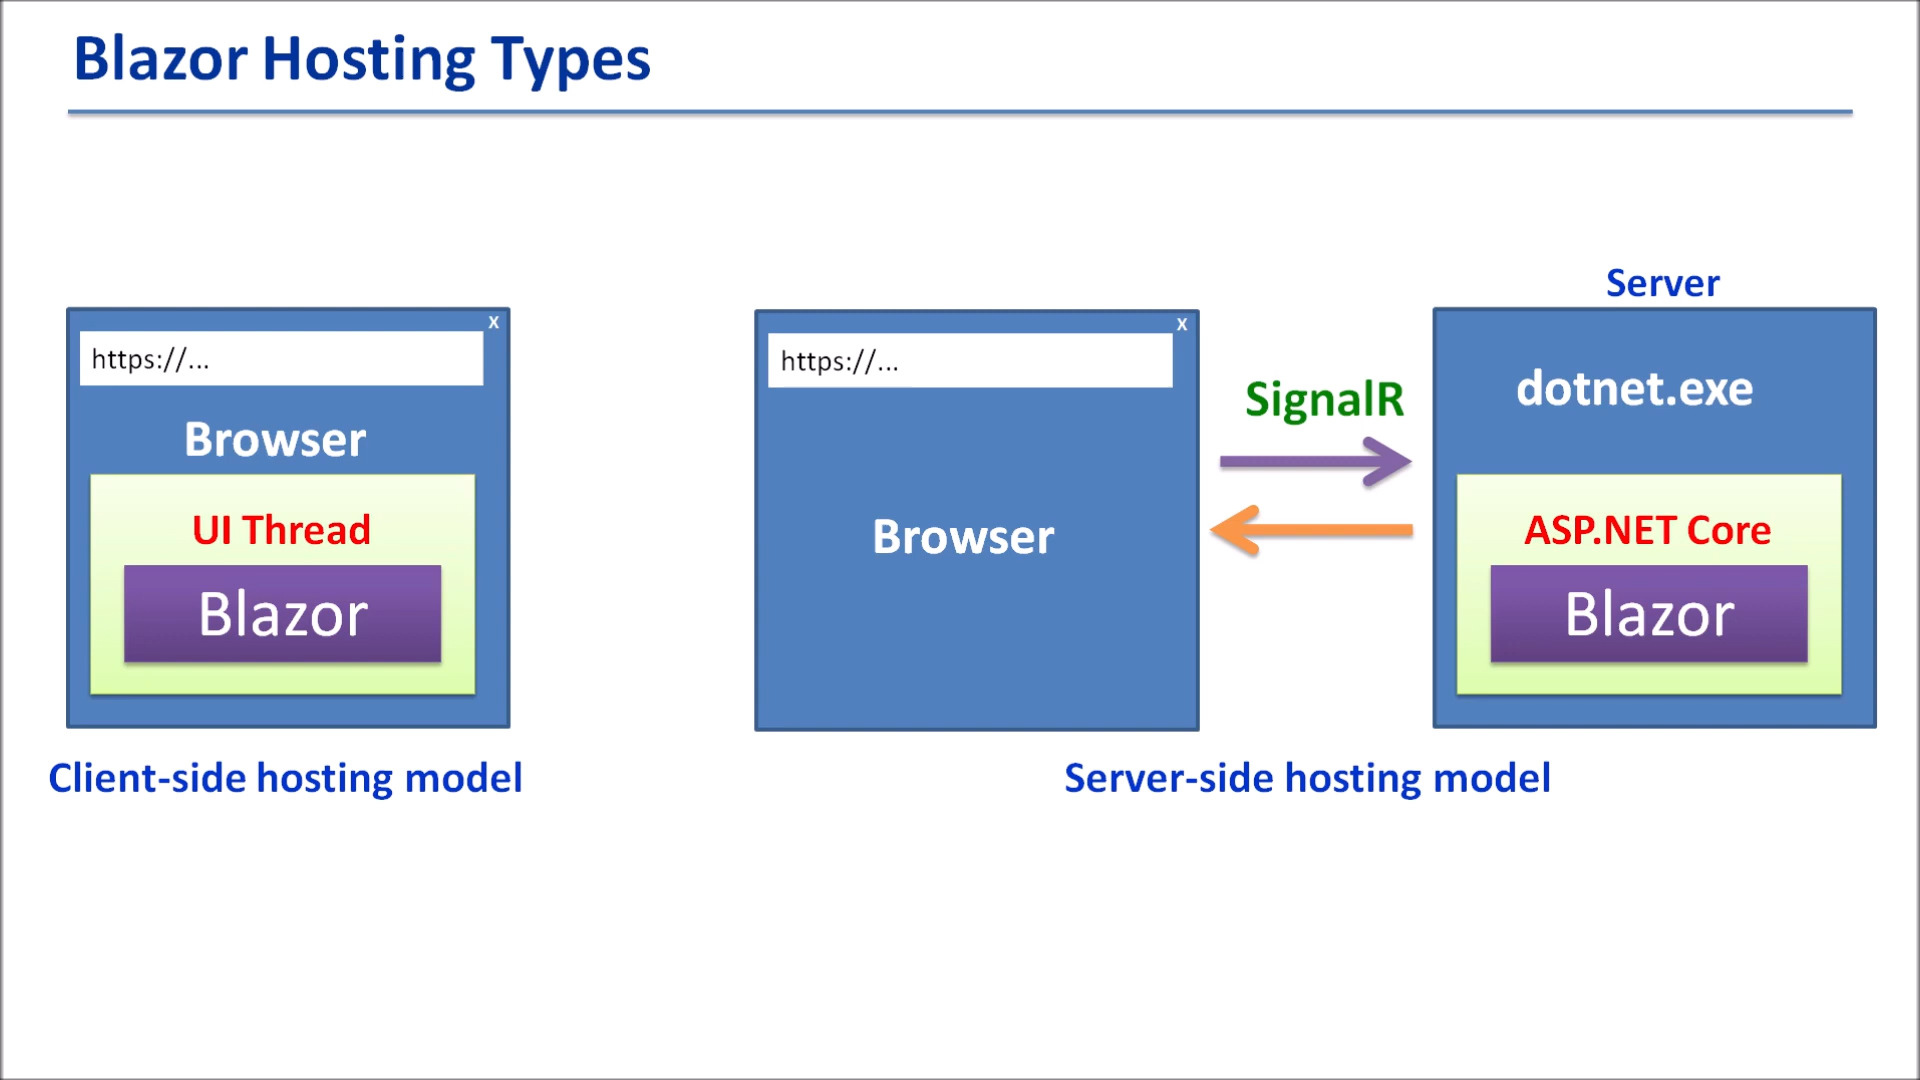 Blazor Hosting Types
X
https://...
Browser
UI Thread
Blazor
Client-side hosting model
X
https://...
Browser
SignalR
Server
dotnet.exe
ASP.NET Core
Blazor
Server-side hosting model